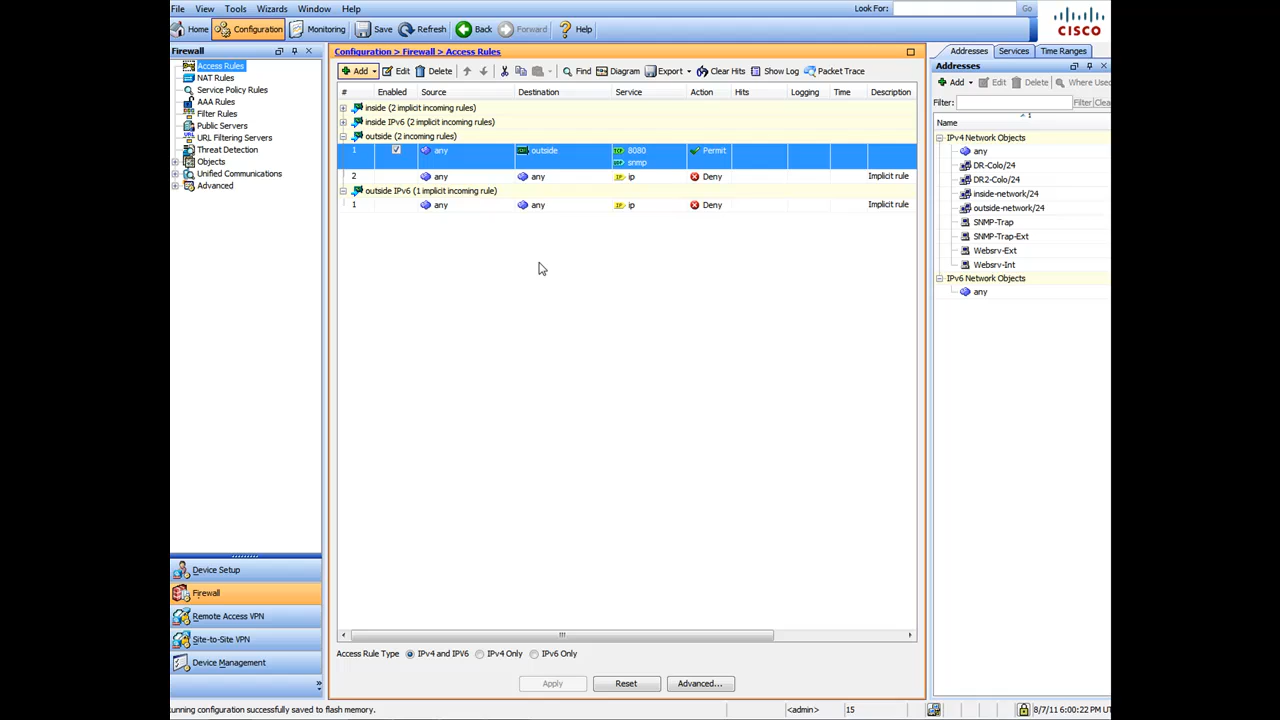 File View Tools Wizards Window Help Look For: Go
Home Configuration Monitoring Save Refresh Back Forward Help
CISCO
Firewall
Access Rules
NAT Rules
Service Policy Rules
AAA Rules
Filter Rules
Public Servers
URL Filtering Servers
Threat Detection
Objects
Unified Communications
Advanced
Device Setup
Firewall
Remote Access VPN
Site-to-Site VPN
Device Management
Configuration > Firewall > Access Rules
Add Edit Delete Find Diagram Export Clear Hits Show Log Packet Trace
# Enabled Source Destination Service Action Hits Logging Time Description
inside (2 implicit incoming rules)
inside IPv6 (2 implicit incoming rules)
outside (2 incoming rules)
1 any outside TCP 8080 Permit
snmp
2 any any IP ip Deny Implicit rule
outside IPv6 (1 implicit incoming rule)
1 any any IP ip Deny Implicit rule
Access Rule Type IPv4 and IPv6 IPv4 Only IPv6 Only
Apply Reset Advanced...
Addresses Services Time Ranges
Addresses
Add Edit Delete Where Usec
Filter: Filter Clea
Name
IPv4 Network Objects
any
DR-Colo/24
DR2-Colo/24
inside-network/24
outside-network/24
SNMP-Trap
SNMP-Trap-Ext
Websrv-Ext
Websrv-Int
IPv6 Network Objects
any
unning configuration successfully saved to flash memory. <admin> 15 8/7/11 6:00:22 PM U